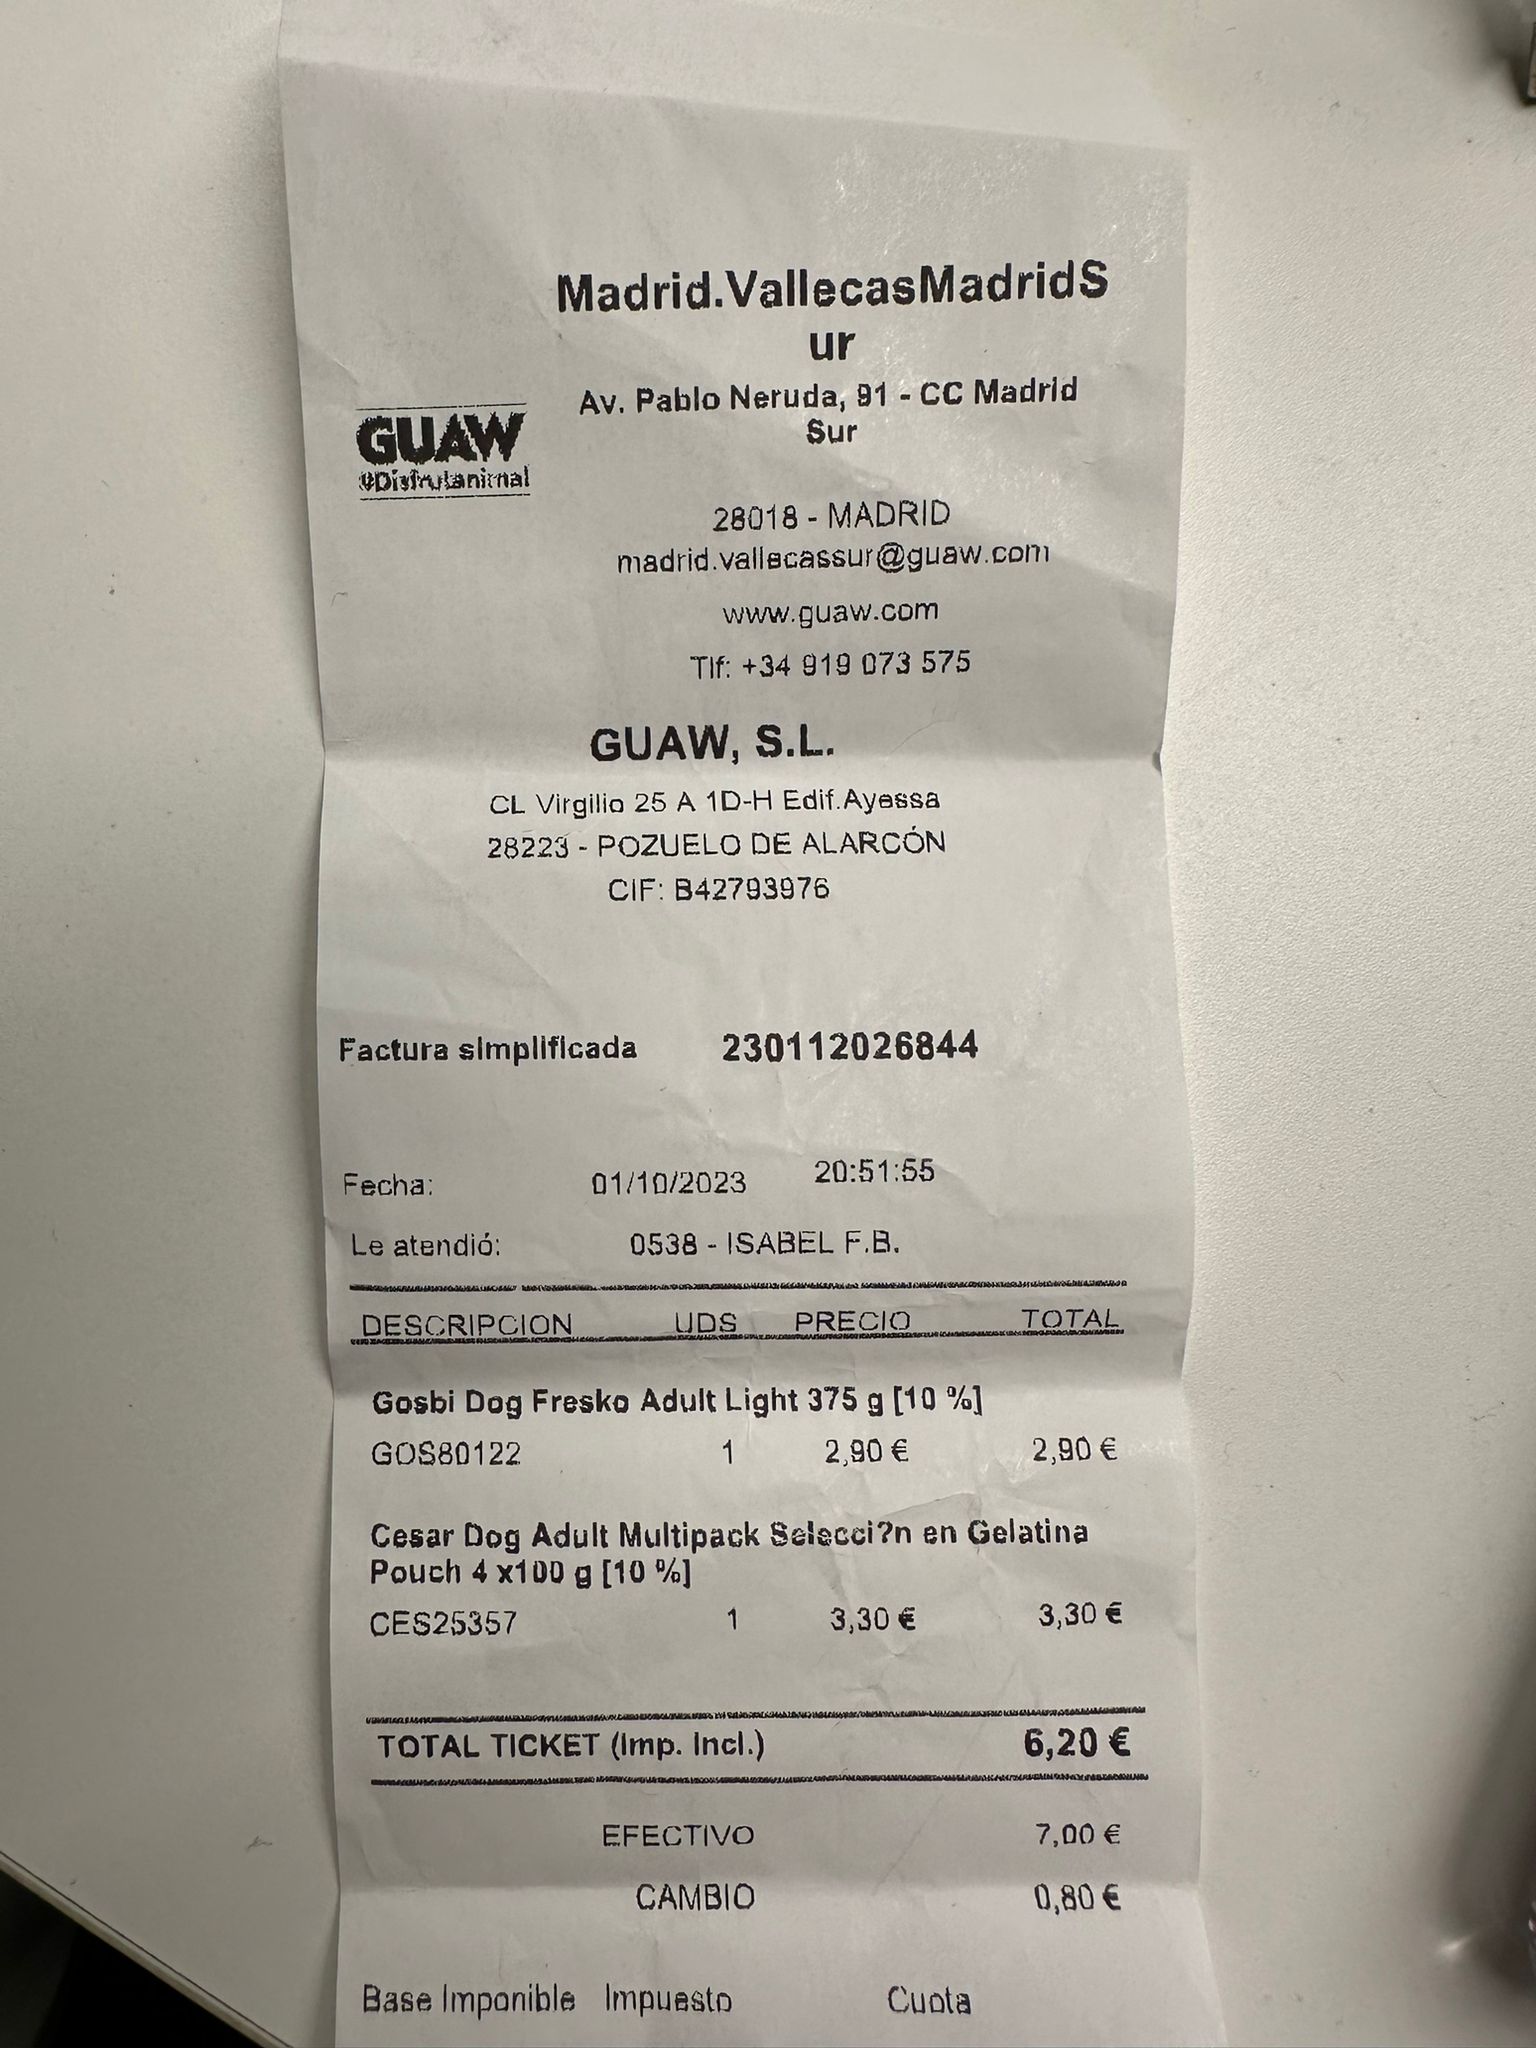 Madrid.VallecasMadridS
ur
Av. Pablo Neruda, 91 - CC Madrid
Sur
GUAW
#Disfrutanimal
28018 - MADRID
madrid.vallecassur@guaw.com
www.guaw.com
Tlf: +34 919 073 575
GUAW, S.L.
CL Virgilio 25 A 1D-H Edif.Ayessa
28223 - POZUELO DE ALARCÓN
CIF: B42793976
Factura simplificada 230112026844
Fecha: 01/10/2023 20:51:55
Le atendió: 0538 - ISABEL F.B.
DESCRIPCION UDS PRECIO TOTAL
Gosbi Dog Fresko Adult Light 375 g [10 %]
GOS80122 1 2,90 € 2,90 €
Cesar Dog Adult Multipack Selecci?n en Gelatina
Pouch 4 x100 g [10 %]
CES25357 1 3,30 € 3,30 €
TOTAL TICKET (Imp. Incl.) 6,20 €
EFECTIVO 7,00 €
CAMBIO 0,80 €
Base Imponible Impuesto Cuota